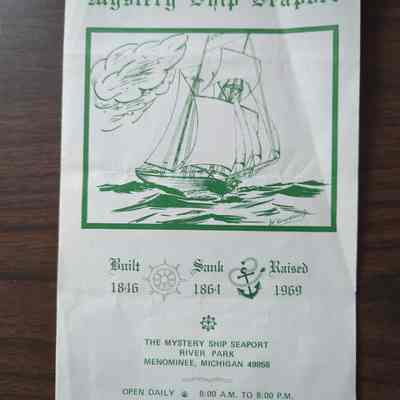 Mystery Ship Seaport
Built Sank Raised
1846 1864 1969
THE MYSTERY SHIP SEAPORT
RIVER PARK
MENOMINEE, MICHIGAN 49858
OPEN DAILY 8:00 A.M. TO 8:00 P.M.